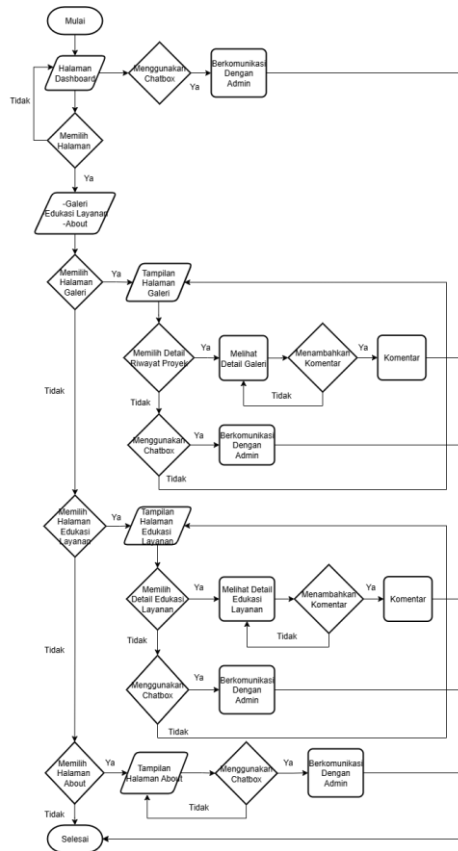 Mulai
Halaman
Dashboard
Menggunakan
Chatbox
Ya
Berkomunikasi
Dengan
Admin
Tidak
Memilih
Halaman
Ya
-Galeri
Edukasi Layanan
-About
Memilih
Halaman
Galeri
Ya
Tampilan
Halaman
Galeri
Memilih Detail
Riwayat Proyek
Ya
Melihat
Detail Galeri
Menambahkan
Komentar
Ya
Komentar
Tidak
Tidak
Tidak
Menggunakan
Chatbox
Ya
Berkomunikasi
Dengan
Admin
Tidak
Memilih
Halaman
Edukasi
Layanan
Ya
Tampilan
Halaman
Edukasi
Layanan
Memilih
Detail Edukasi
Layanan
Ya
Melihat Detail
Edukasi
Layanan
Menambahkan
Komentar
Ya
Komentar
Tidak
Tidak
Tidak
Menggunakan
Chatbox
Ya
Berkomunikasi
Dengan
Admin
Tidak
Memilih
Halaman
About
Ya
Tampilan
Halaman About
Menggunakan
Chatbox
Ya
Berkomunikasi
Dengan
Admin
Tidak
Tidak
Selesai